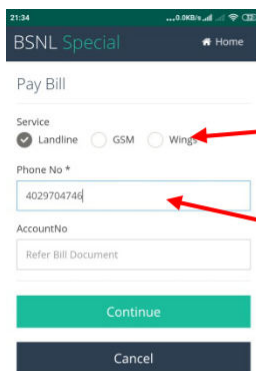 21:34 ...0.0KB/s
BSNL Special Home
Pay Bill
Service
Landline GSM Wings
Phone No *
4029704746
AccountNo
Refer Bill Document
Continue
Cancel